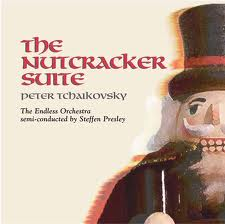 THE
NUTCRACKER
SUITE
PETER TCHAIKOVSKY
The Endless Orchestra
semi-conducted by Steffen Presley